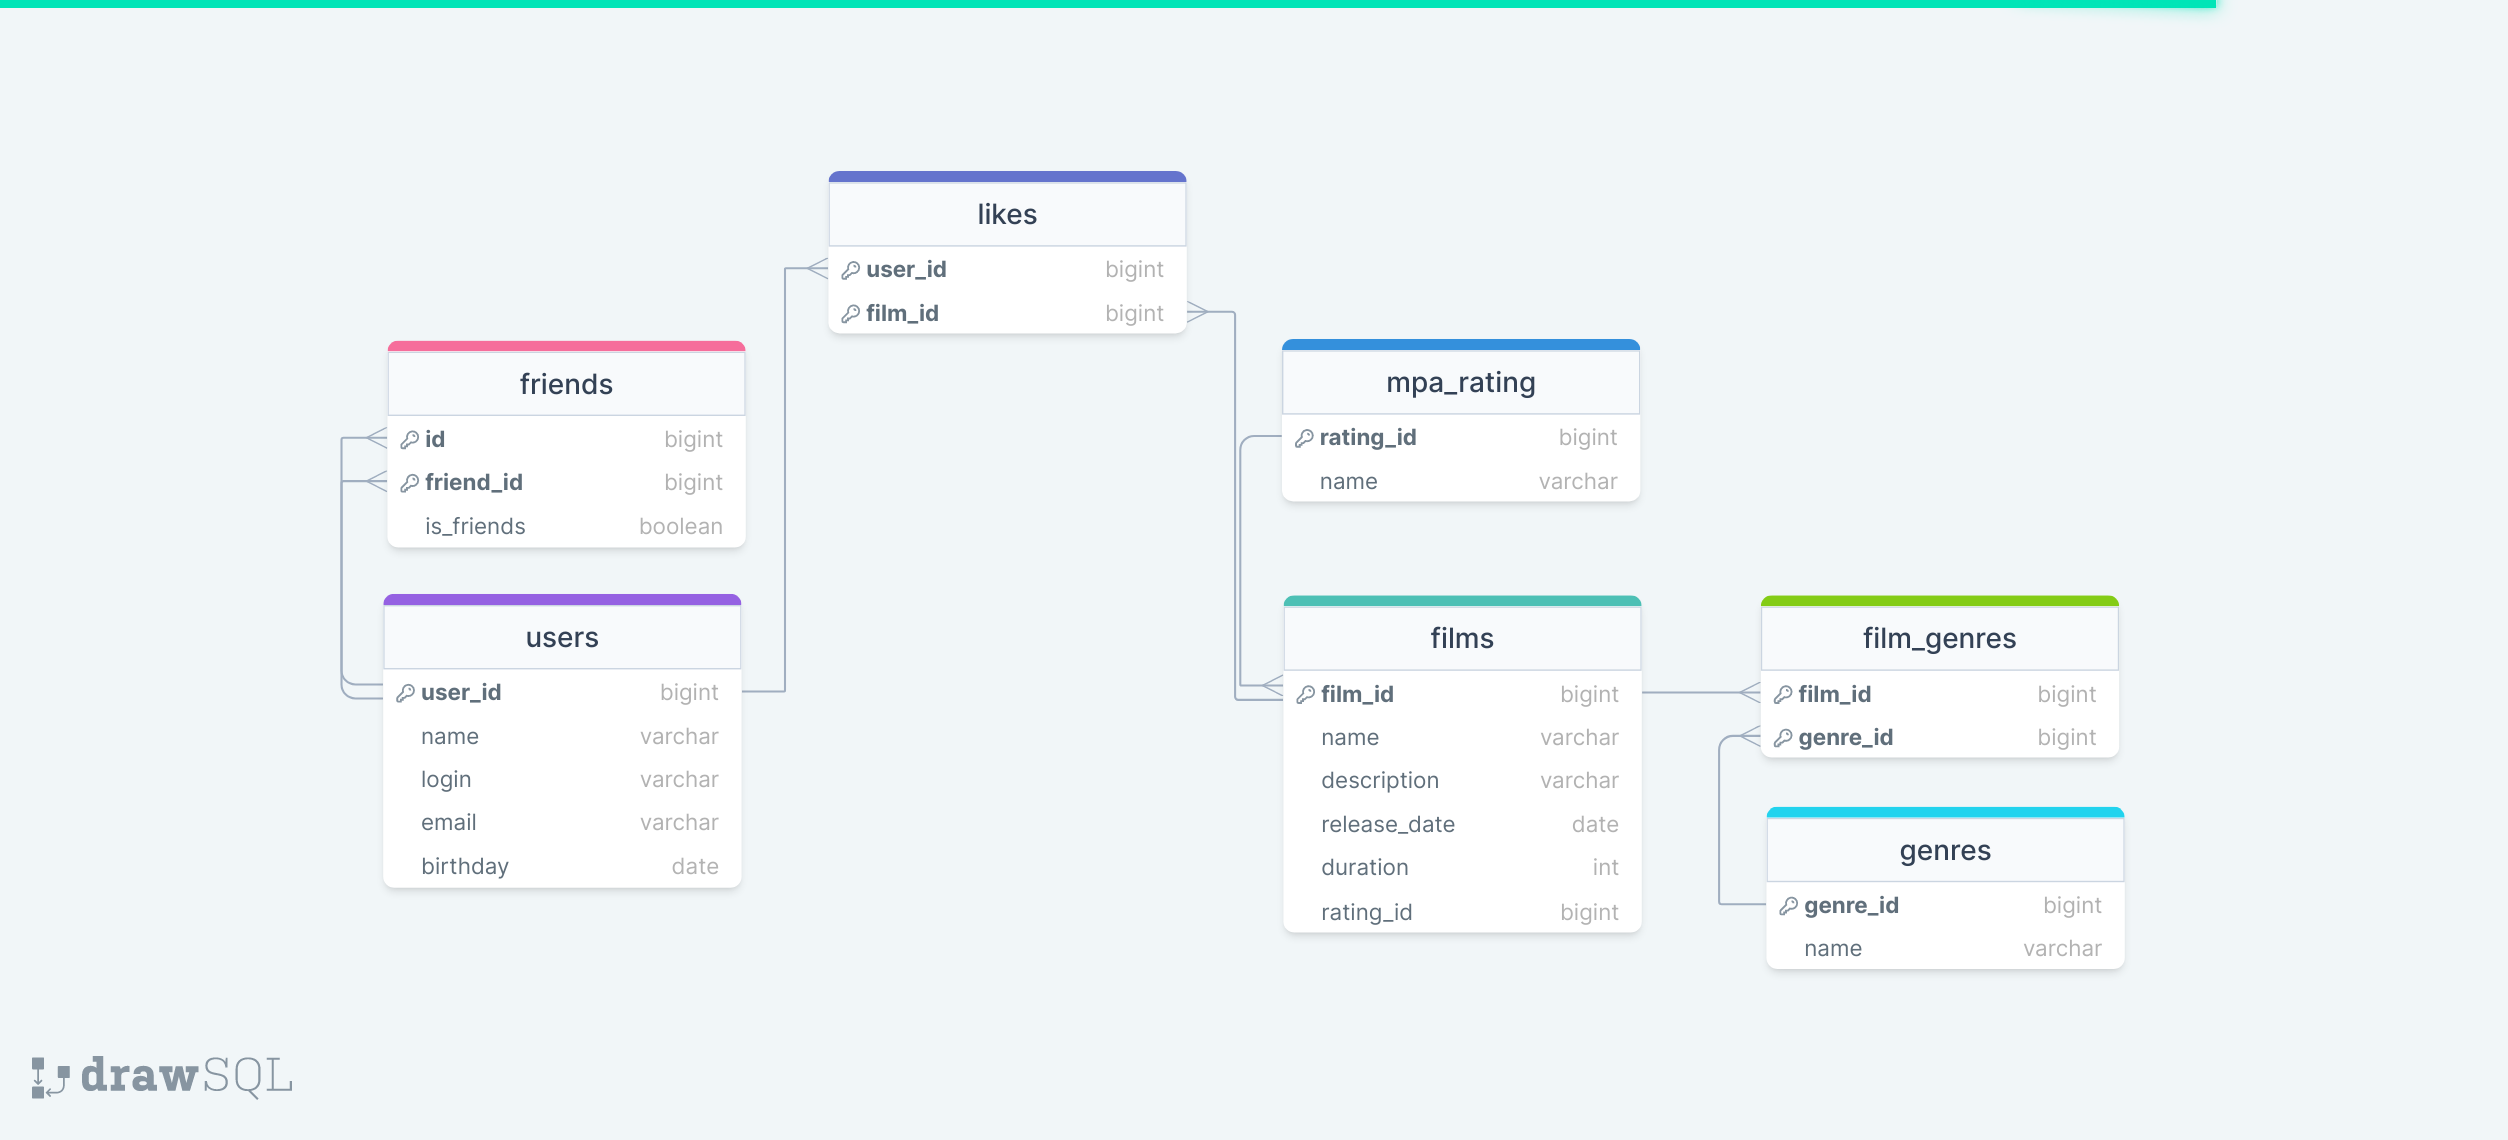 likes
user_id bigint
film_id bigint
friends
id bigint
friend_id bigint
is_friends boolean
mpa_rating
rating_id bigint
name varchar
users
user_id bigint
name varchar
login varchar
email varchar
birthday date
films
film_id bigint
name varchar
description varchar
release_date date
duration int
rating_id bigint
film_genres
film_id bigint
genre_id bigint
genres
genre_id bigint
name varchar
drawSQL